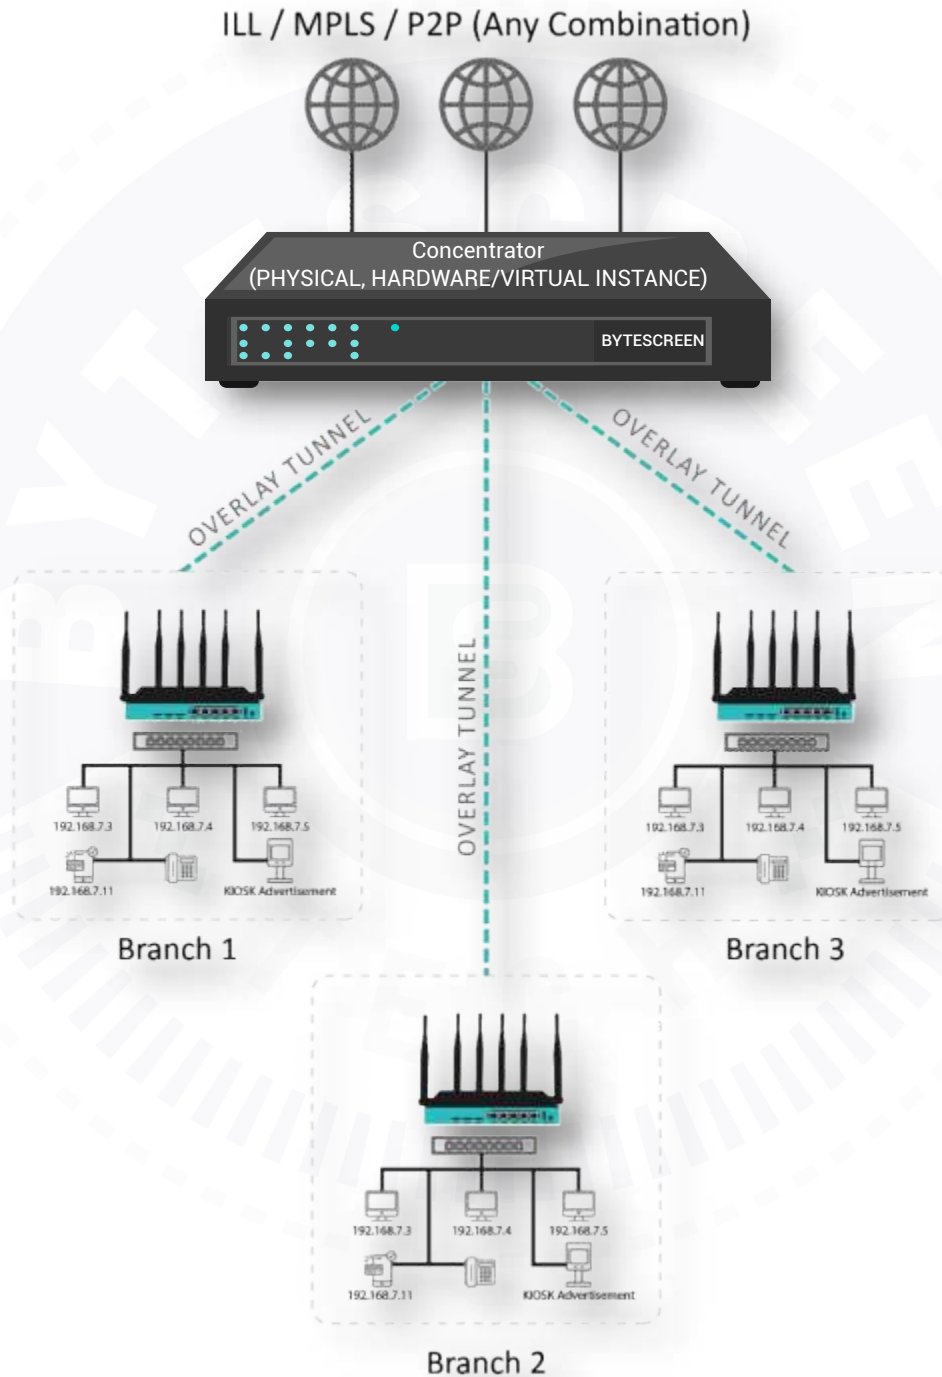 ILL / MPLS / P2P (Any Combination)
Concentrator
(PHYSICAL, HARDWARE/VIRTUAL INSTANCE)
BYTESCREEN
OVERLAY TUNNEL
OVERLAY TUNNEL
OVERLAY TUNNEL
192.168.7.3 192.168.7.4 192.168.7.5
192.168.7.11 KIOSK Advertisement
Branch 1
192.168.7.3 192.168.7.4 192.168.7.5
192.168.7.11 KIOSK Advertisement
Branch 3
192.168.7.3 192.168.7.4 192.168.7.5
192.168.7.11 KIOSK Advertisement
Branch 2